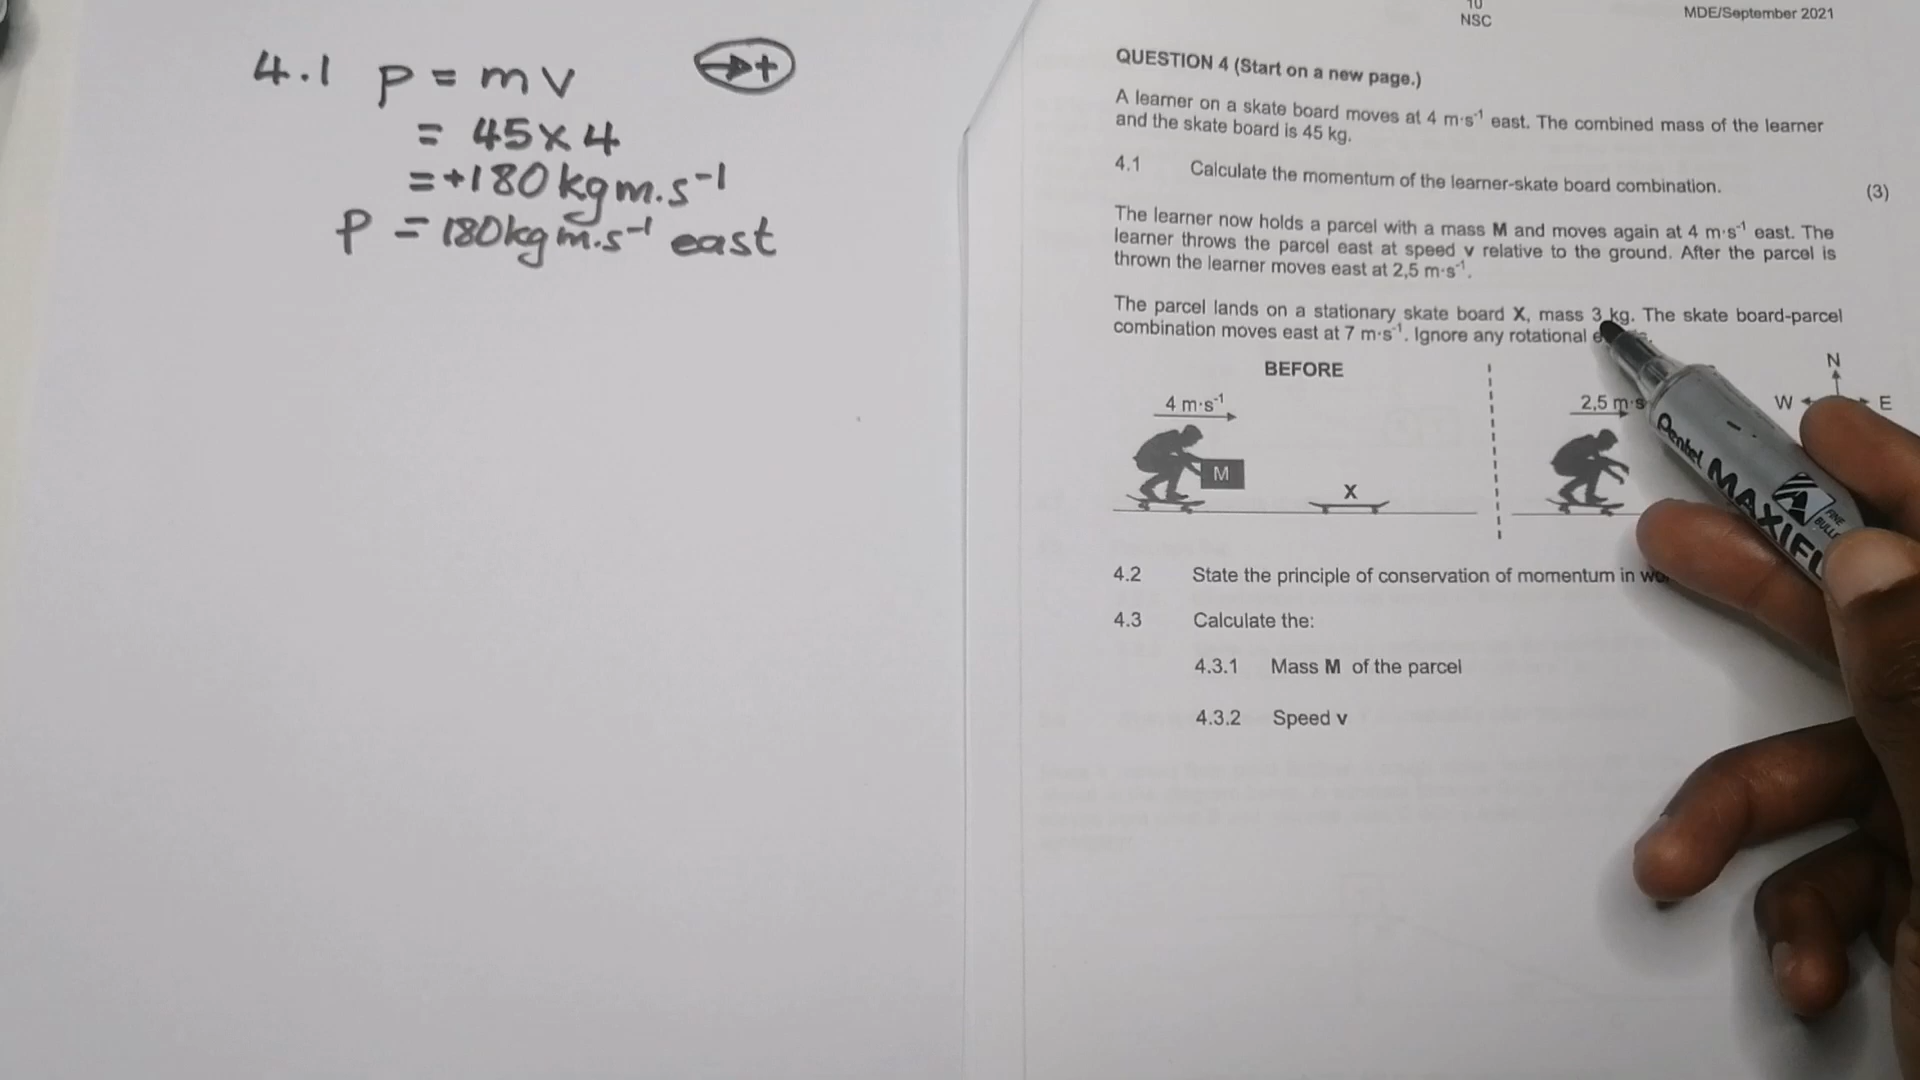 4.1 p = mv →+
= 45 × 4
= +180 kg m.s⁻¹
p = 180 kg m.s⁻¹ east
10
NSC
MDE/September 2021
QUESTION 4 (Start on a new page.)
A learner on a skate board moves at 4 m·s⁻¹ east. The combined mass of the learner
and the skate board is 45 kg.
4.1 Calculate the momentum of the learner-skate board combination.
(3)
The learner now holds a parcel with a mass M and moves again at 4 m·s⁻¹ east. The
learner throws the parcel east at speed v relative to the ground. After the parcel is
thrown the learner moves east at 2,5 m·s⁻¹.
The parcel lands on a stationary skate board X, mass 3 kg. The skate board-parcel
combination moves east at 7 m·s⁻¹. Ignore any rotational
BEFORE
N
W E
4 m·s⁻¹
2,5 m·s
M
X
4.2 State the principle of conservation of momentum in
4.3 Calculate the:
4.3.1 Mass M of the parcel
4.3.2 Speed v
Pentel MAXIFL
FINE
BULL